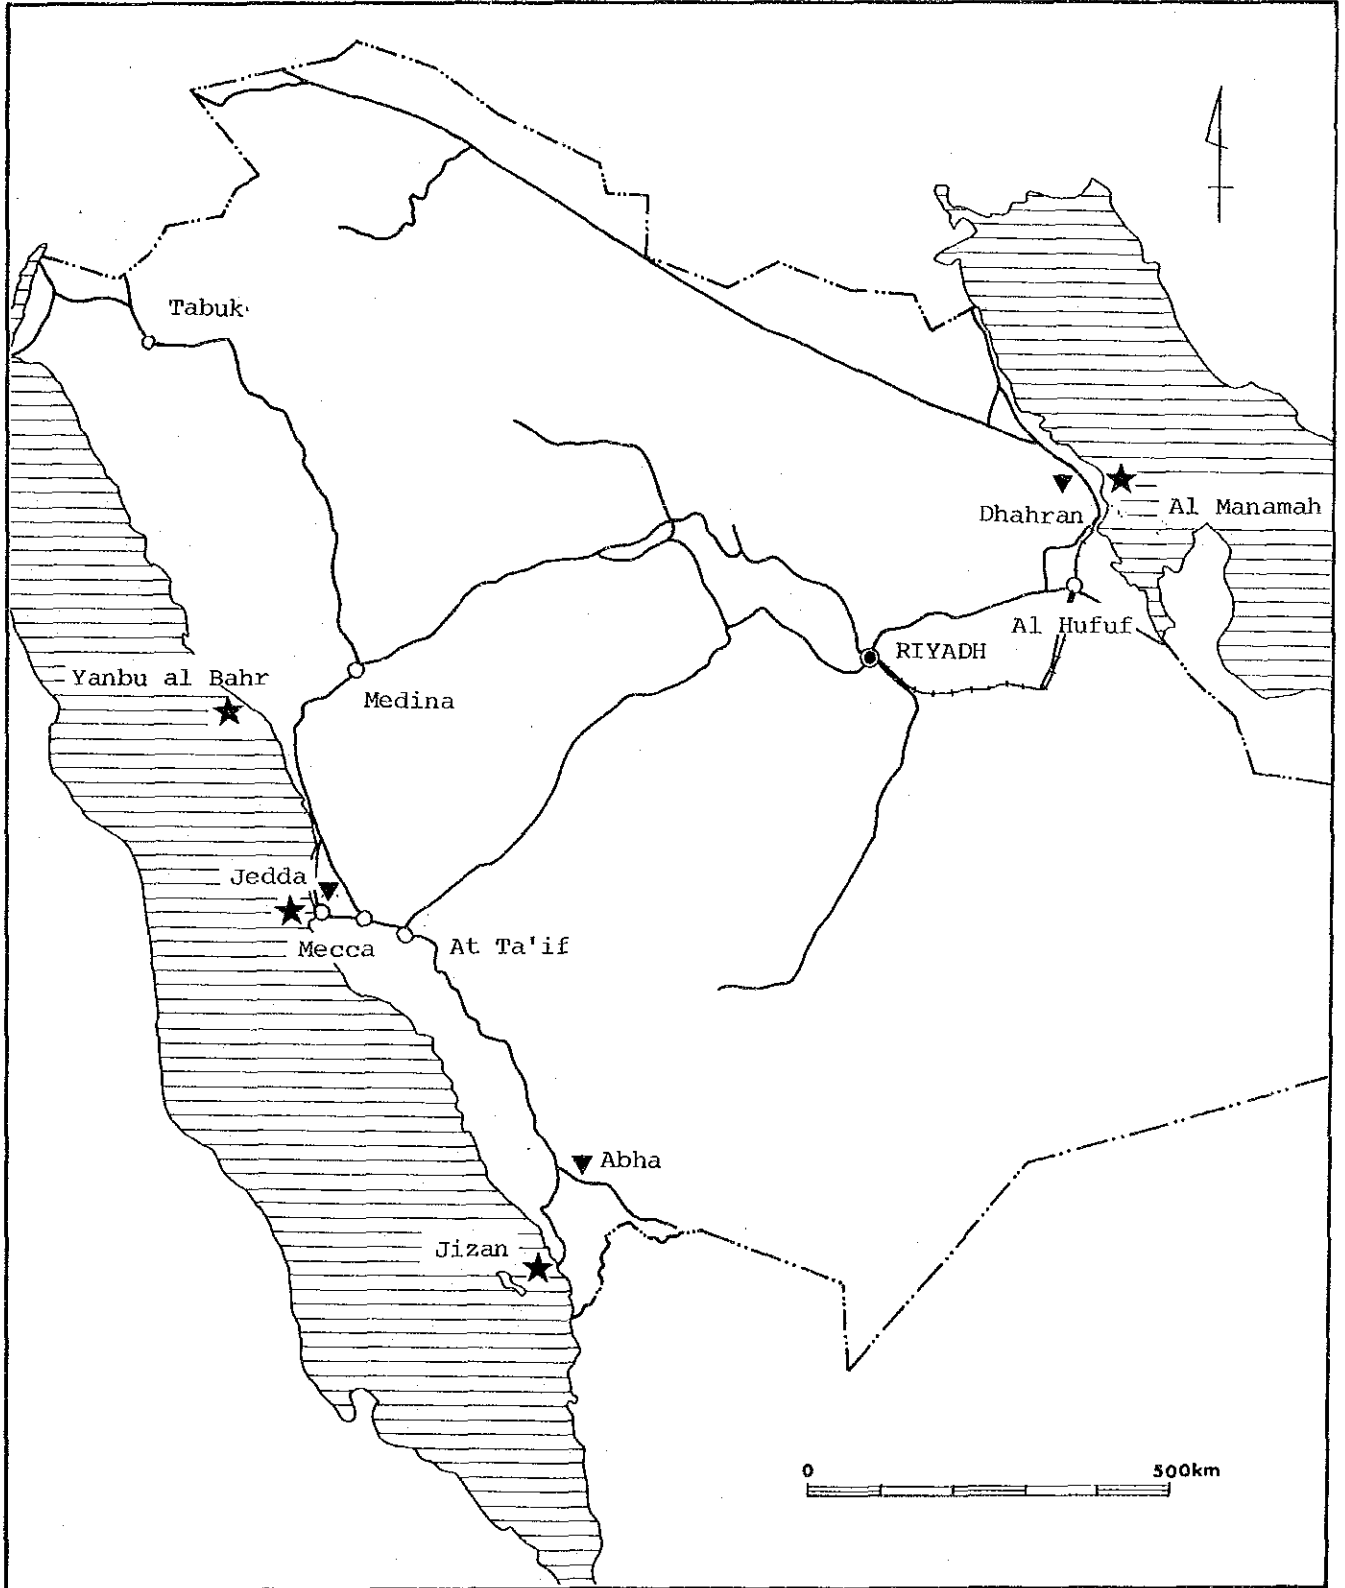 Tabuk
Dhahran
Al Manamah
Al Hufuf
RIYADH
Yanbu al Bahr
Medina
Jedda
Mecca
At Ta'if
Abha
Jizan
0 500km